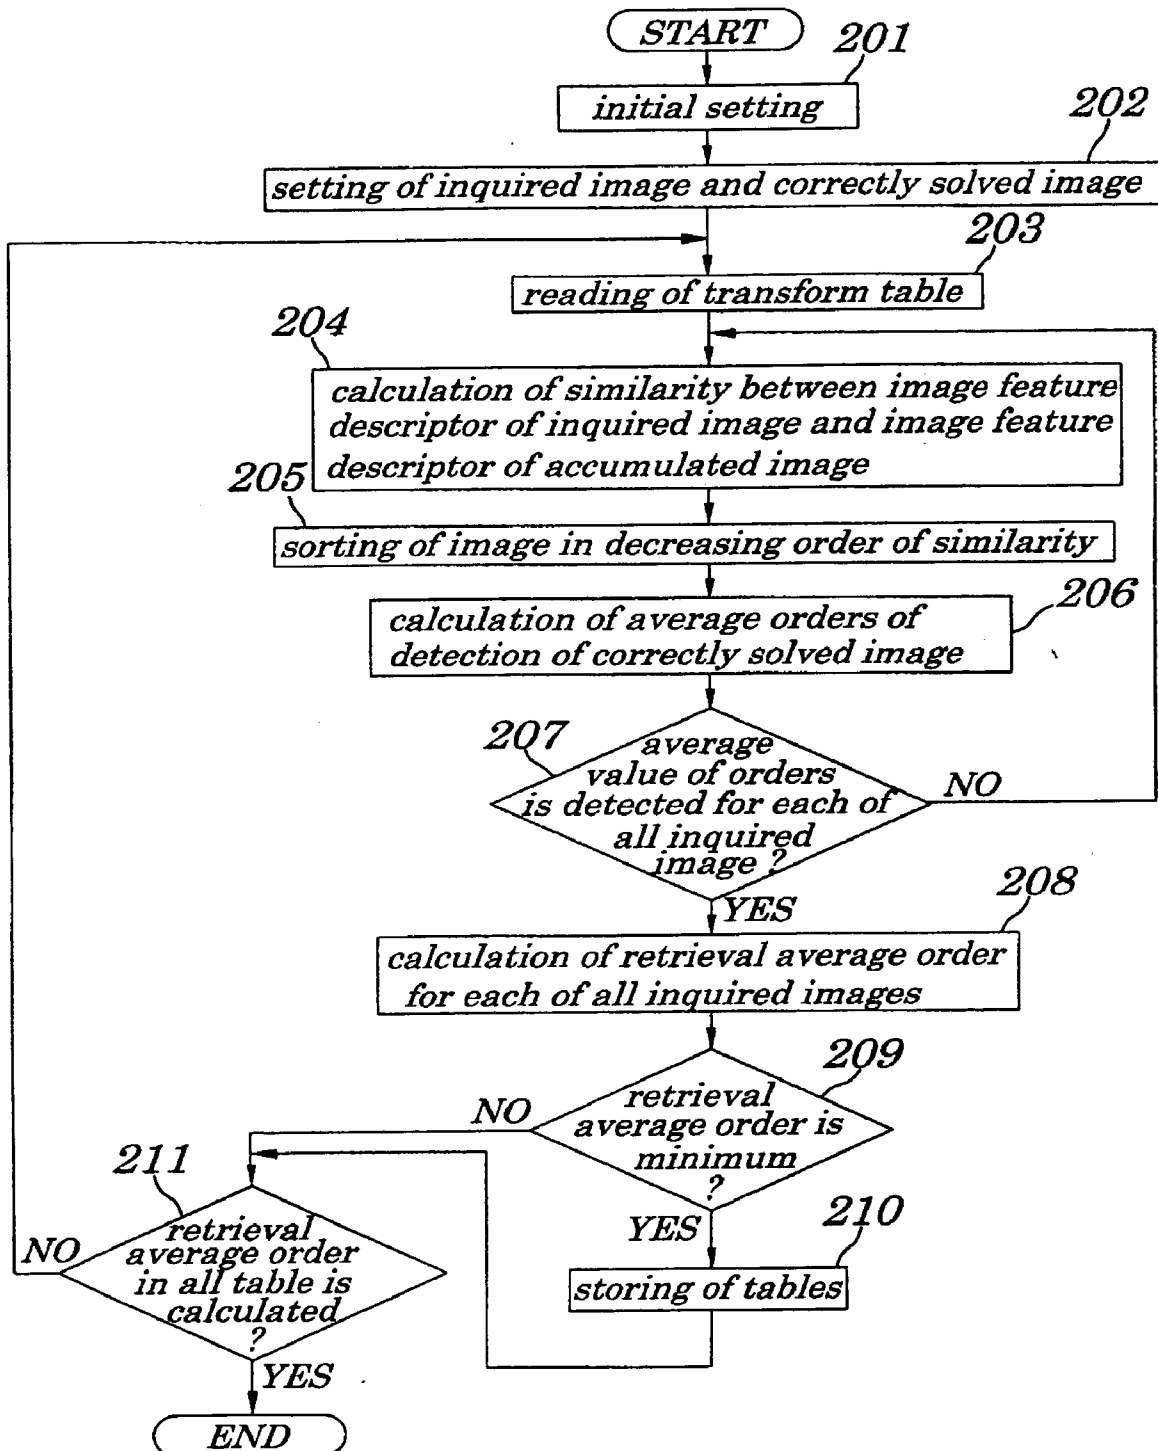 START
201
initial setting
202
setting of inquired image and correctly solved image
203
reading of transform table
204
calculation of similarity between image feature
descriptor of inquired image and image feature
descriptor of accumulated image
205
sorting of image in decreasing order of similarity
206
calculation of average orders of
detection of correctly solved image
207
average
value of orders
is detected for each of
all inquired
image ?
NO
YES
208
calculation of retrieval average order
for each of all inquired images
209
retrieval
average order is
minimum
?
NO
YES
210
storing of tables
211
retrieval
average order
in all table is
calculated
?
NO
YES
END